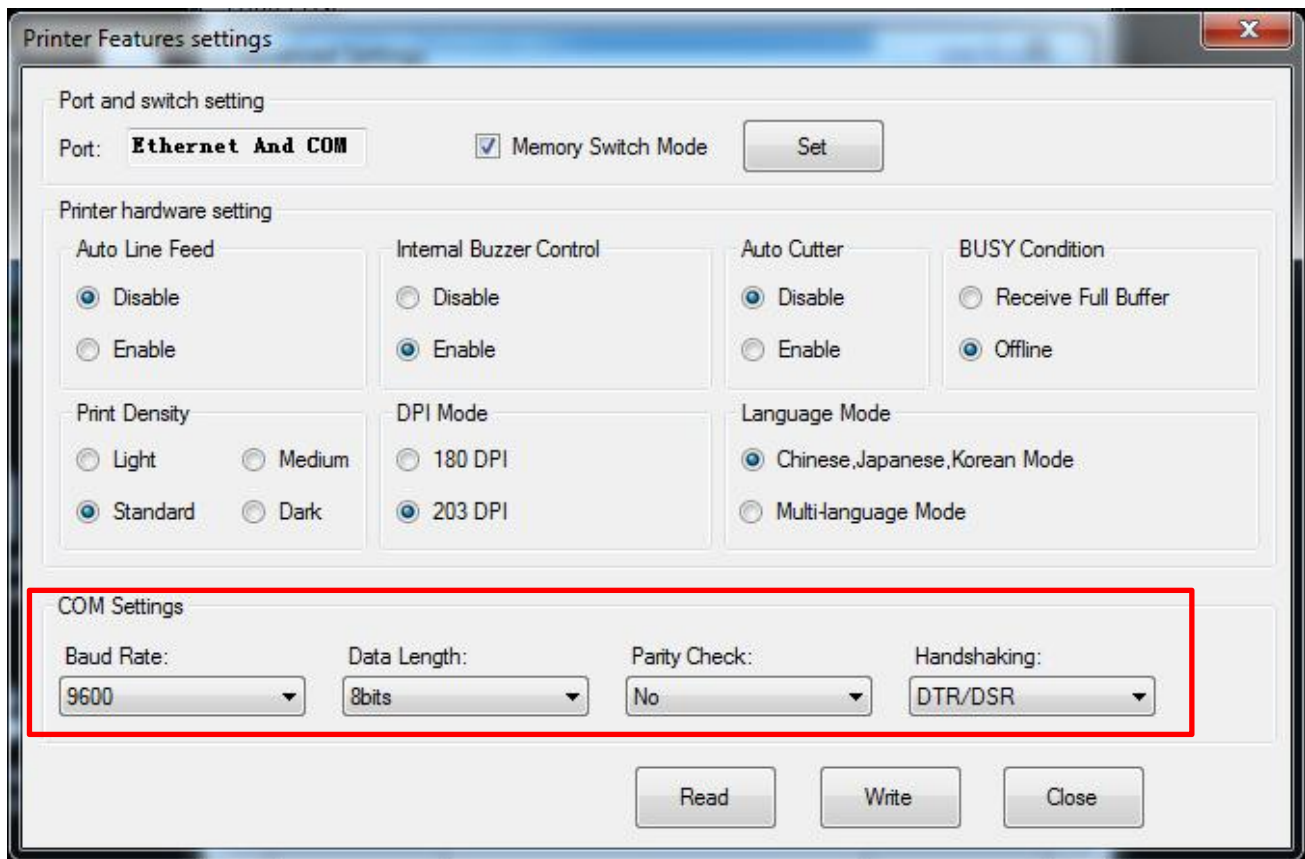 Printer Features settings
Port and switch setting
Port: Ethernet And COM Memory Switch Mode Set
Printer hardware setting
Auto Line Feed Internal Buzzer Control Auto Cutter BUSY Condition
Disable Disable Disable Receive Full Buffer
Enable Enable Enable Offline
Print Density DPI Mode Language Mode
Light Medium 180 DPI Chinese,Japanese,Korean Mode
Standard Dark 203 DPI Multi-language Mode
COM Settings
Baud Rate: Data Length: Parity Check: Handshaking:
9600 8bits No DTR/DSR
Read Write Close